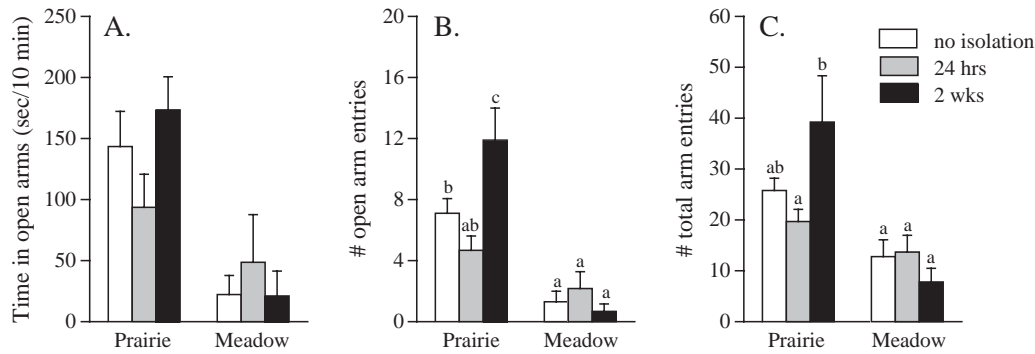 A.
Time in open arms (sec/10 min)
250
200
150
100
50
0
Prairie Meadow
B.
# open arm entries
20
16
12
8
4
0
b
ab
c
a
a
a
Prairie Meadow
C.
# total arm entries
60
50
40
30
20
10
0
ab
a
b
a
a
a
Prairie Meadow
no isolation
24 hrs
2 wks